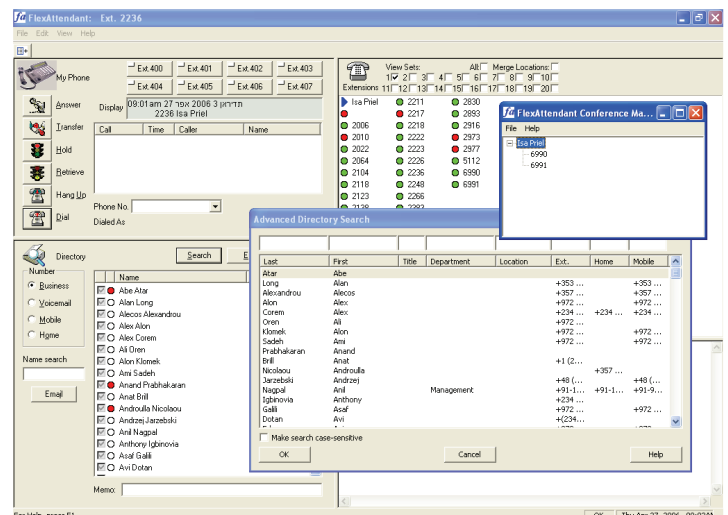 FlexAttendant: Ext. 2236
File Edit View Help
My Phone
Ext.400 Ext.401 Ext.402 Ext.403
Ext.404 Ext.405 Ext.406 Ext.407
Answer
Transfer
Hold
Retrieve
Hang Up
Dial
Display
09:01am 27 אפר 2006 3 תדירון
2236 Isa Priel
Call Time Caller Name
Phone No.
Dialed As
Extensions
View Sets: All: Merge Locations:
1 2 3 4 5 6 7 8 9 10
11 12 13 14 15 16 17 18 19 20
Isa Priel 2211 2830
2217 2893
2006 2218 2916
2010 2222 2973
2022 2223 2977
2064 2226 5112
2104 2236 6990
2118 2248 6991
2123 2266
FlexAttendant Conference Ma...
File Help
Isa Priel
6990
6991
Directory
Search
Number
Business
Voicemail
Mobile
Home
Name search
Email
Name
Abe Atar
Alan Long
Alecos Alexandrou
Alex Alon
Alex Corem
Ali Oren
Alon Klomek
Ami Sadeh
Anand Prabhakaran
Anat Brill
Androulla Nicolaou
Andrzej Jarzebski
Anil Nagpal
Anthony Igbinovia
Asaf Galili
Avi Dotan
Memo:
Advanced Directory Search
Last First Title Department Location Ext. Home Mobile
Atar Abe
Long Alan +353 ... +353 ...
Alexandrou Alecos +357 ... +357 ...
Alon Alex +972 ... +972 ...
Corem Alex +234 ... +234 ... +234 ...
Oren Ali +972 ...
Klomek Alon +972 ... +972 ...
Sadeh Ami +972 ... +972 ...
Prabhakaran Anand
Brill Anat +1 (2...
Nicolaou Androulla +357 ...
Jarzebski Andrzej +48 (... +48 (...
Nagpal Anil Management +91-1... +91-1... +91-9...
Igbinovia Anthony +234 ...
Galili Asaf +972 ... +972 ...
Dotan Avi +(234...
Make search case-sensitive
OK Cancel Help